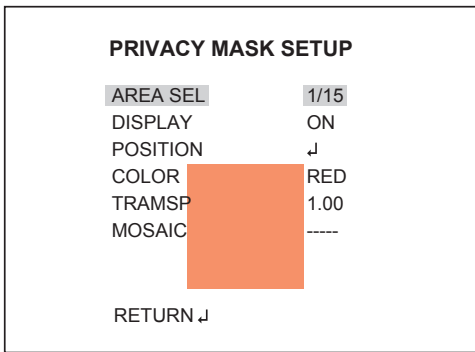 PRIVACY MASK SETUP
AREA SEL 1/15
DISPLAY ON
POSITION ↵
COLOR RED
TRAMSP 1.00
MOSAIC -----
RETURN ↵